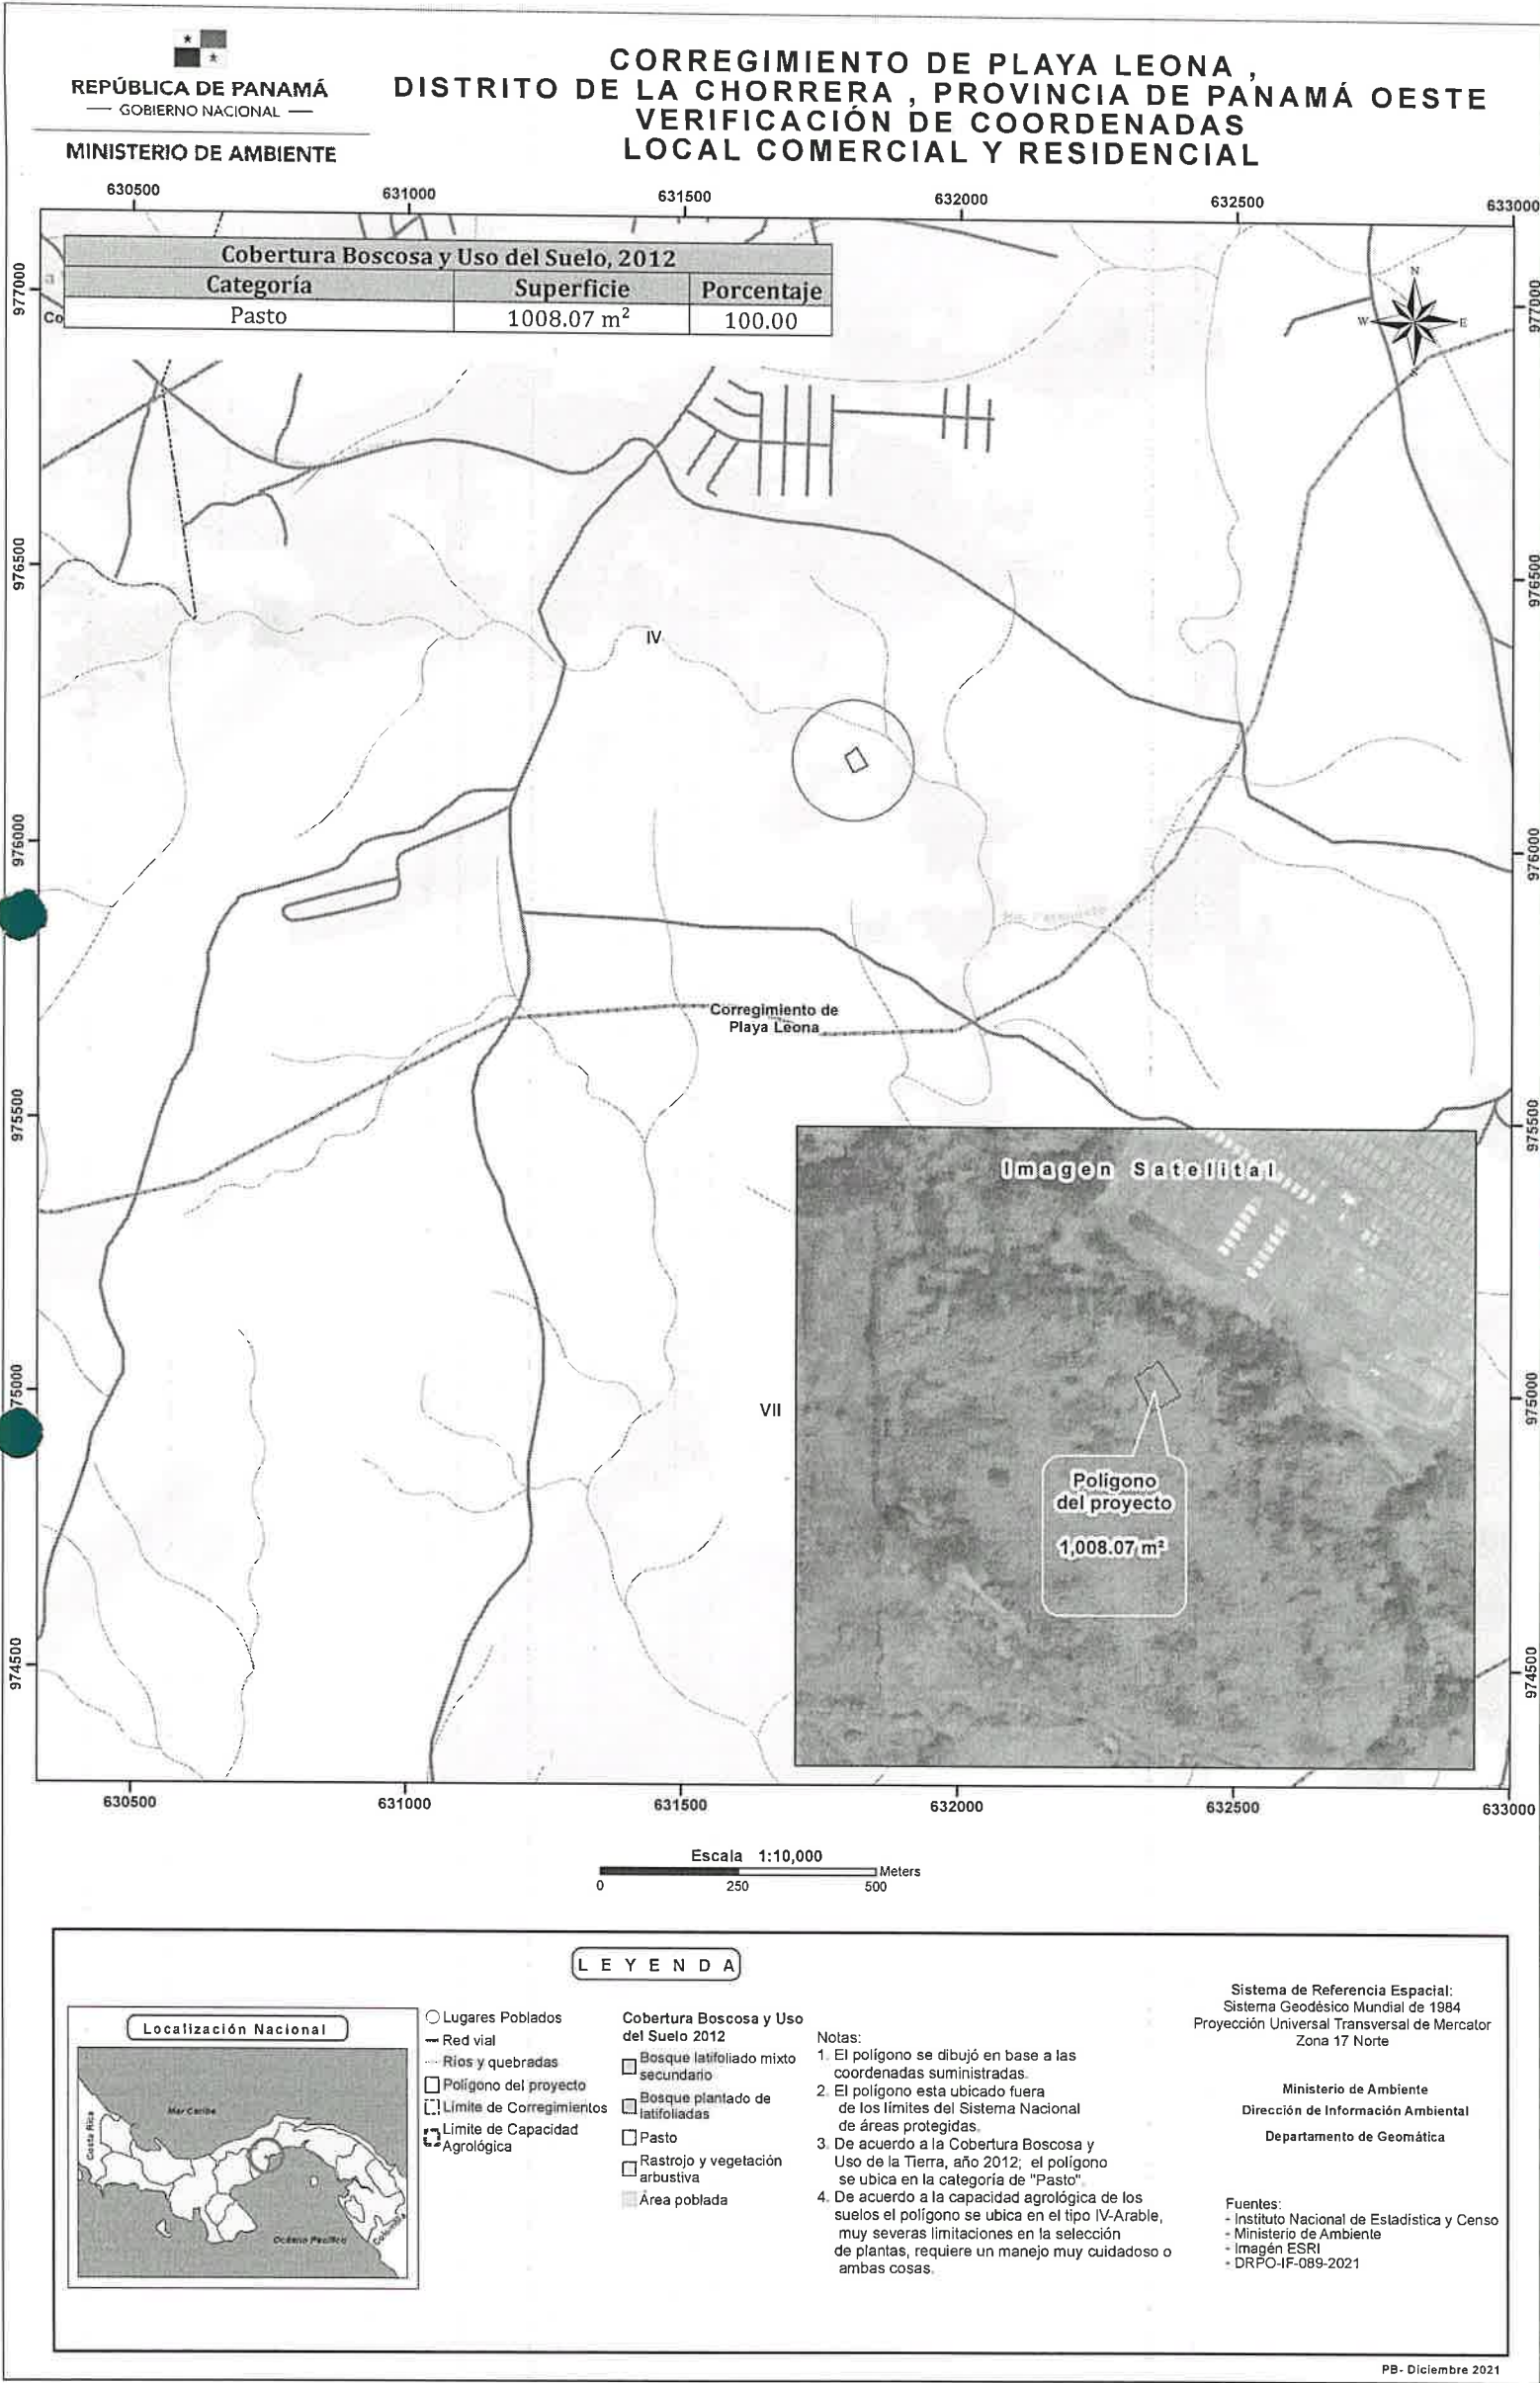 REPÚBLICA DE PANAMÁ
— GOBIERNO NACIONAL —
MINISTERIO DE AMBIENTE
CORREGIMIENTO DE PLAYA LEONA ,
DISTRITO DE LA CHORRERA , PROVINCIA DE PANAMÁ OESTE
VERIFICACIÓN DE COORDENADAS
LOCAL COMERCIAL Y RESIDENCIAL
630500 631000 631500 632000 632500 633000
Cobertura Boscosa y Uso del Suelo, 2012
Categoría Superficie Porcentaje
Pasto 1008.07 m² 100.00
Co
N
W E
S
977000 977000
976500 976500
IV
976000 976000
Corregimiento de
Playa Leona
975500 975500
Imagen Satelital
75000 975000
VII
Polígono
del proyecto
1,008.07 m²
974500 974500
630500 631000 631500 632000 632500 633000
Escala 1:10,000
Meters
0 250 500
LEYENDA
Localización Nacional
Mar Caribe
Costa Rica
Océano Pacífico
Colombia
Lugares Poblados
Red vial
Rios y quebradas
Polígono del proyecto
Límite de Corregimientos
Límite de Capacidad
Agrológica
Cobertura Boscosa y Uso
del Suelo 2012
Bosque latifoliado mixto
secundario
Bosque plantado de
latifoliadas
Pasto
Rastrojo y vegetación
arbustiva
Área poblada
Notas:
1. El polígono se dibujó en base a las
coordenadas suministradas.
2. El polígono esta ubicado fuera
de los límites del Sistema Nacional
de áreas protegidas.
3. De acuerdo a la Cobertura Boscosa y
Uso de la Tierra, año 2012; el polígono
se ubica en la categoría de "Pasto".
4. De acuerdo a la capacidad agrológica de los
suelos el polígono se ubica en el tipo IV-Arable,
muy severas limitaciones en la selección
de plantas, requiere un manejo muy cuidadoso o
ambas cosas.
Sistema de Referencia Espacial:
Sistema Geodésico Mundial de 1984
Proyección Universal Transversal de Mercator
Zona 17 Norte
Ministerio de Ambiente
Dirección de Información Ambiental
Departamento de Geomática
Fuentes:
- Instituto Nacional de Estadística y Censo
- Ministerio de Ambiente
- Imagén ESRI
- DRPO-IF-089-2021
PB- Diciembre 2021